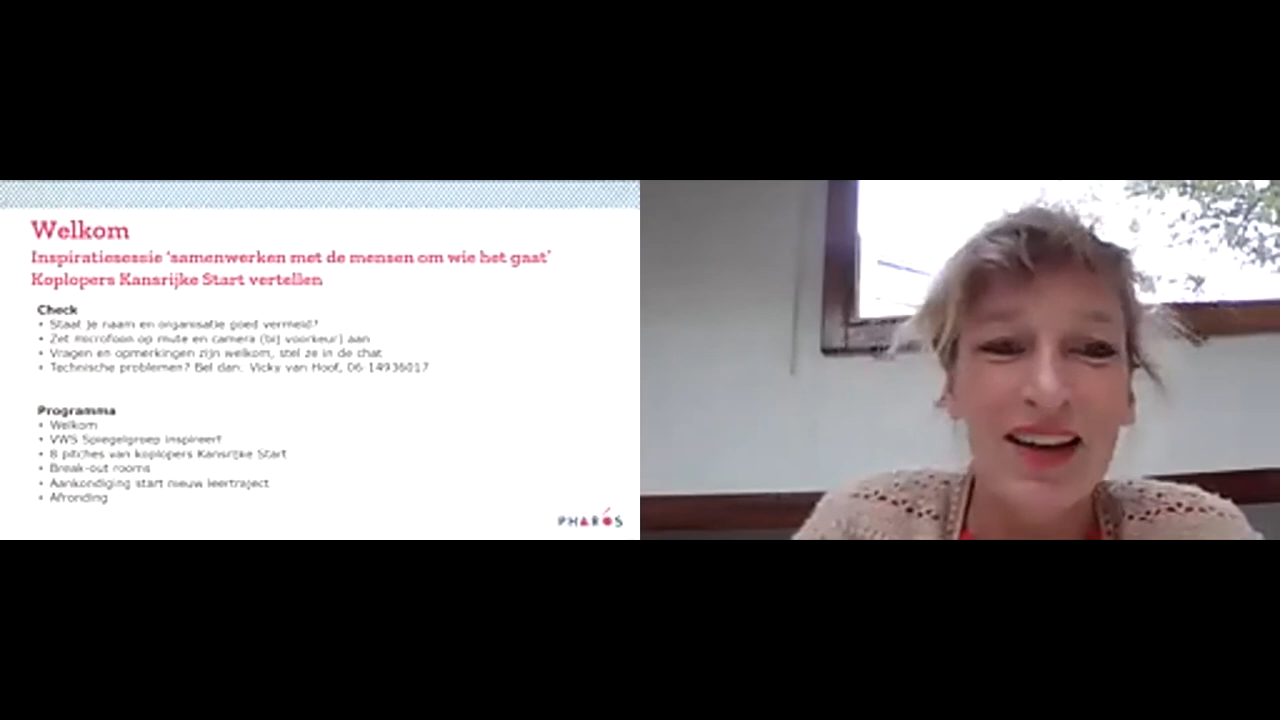 Welkom
Inspiratiesessie ‘samenwerken met de mensen om wie het gaat’
Koplopers Kansrijke Start vertellen
Check
• Staat je naam en organisatie goed vermeld?
• Zet microfoon op mute en camera (bij voorkeur) aan
• Vragen en opmerkingen zijn welkom, stel ze in de chat
• Technische problemen? Bel dan. Vicky van Hoof, 06 14936017
Programma
• Welkom
• VWS Spiegelgroep inspireert
• 8 pitches van koplopers Kansrijke Start
• Break-out rooms
• Aankondiging start nieuw leertraject
• Afronding
PHAROS